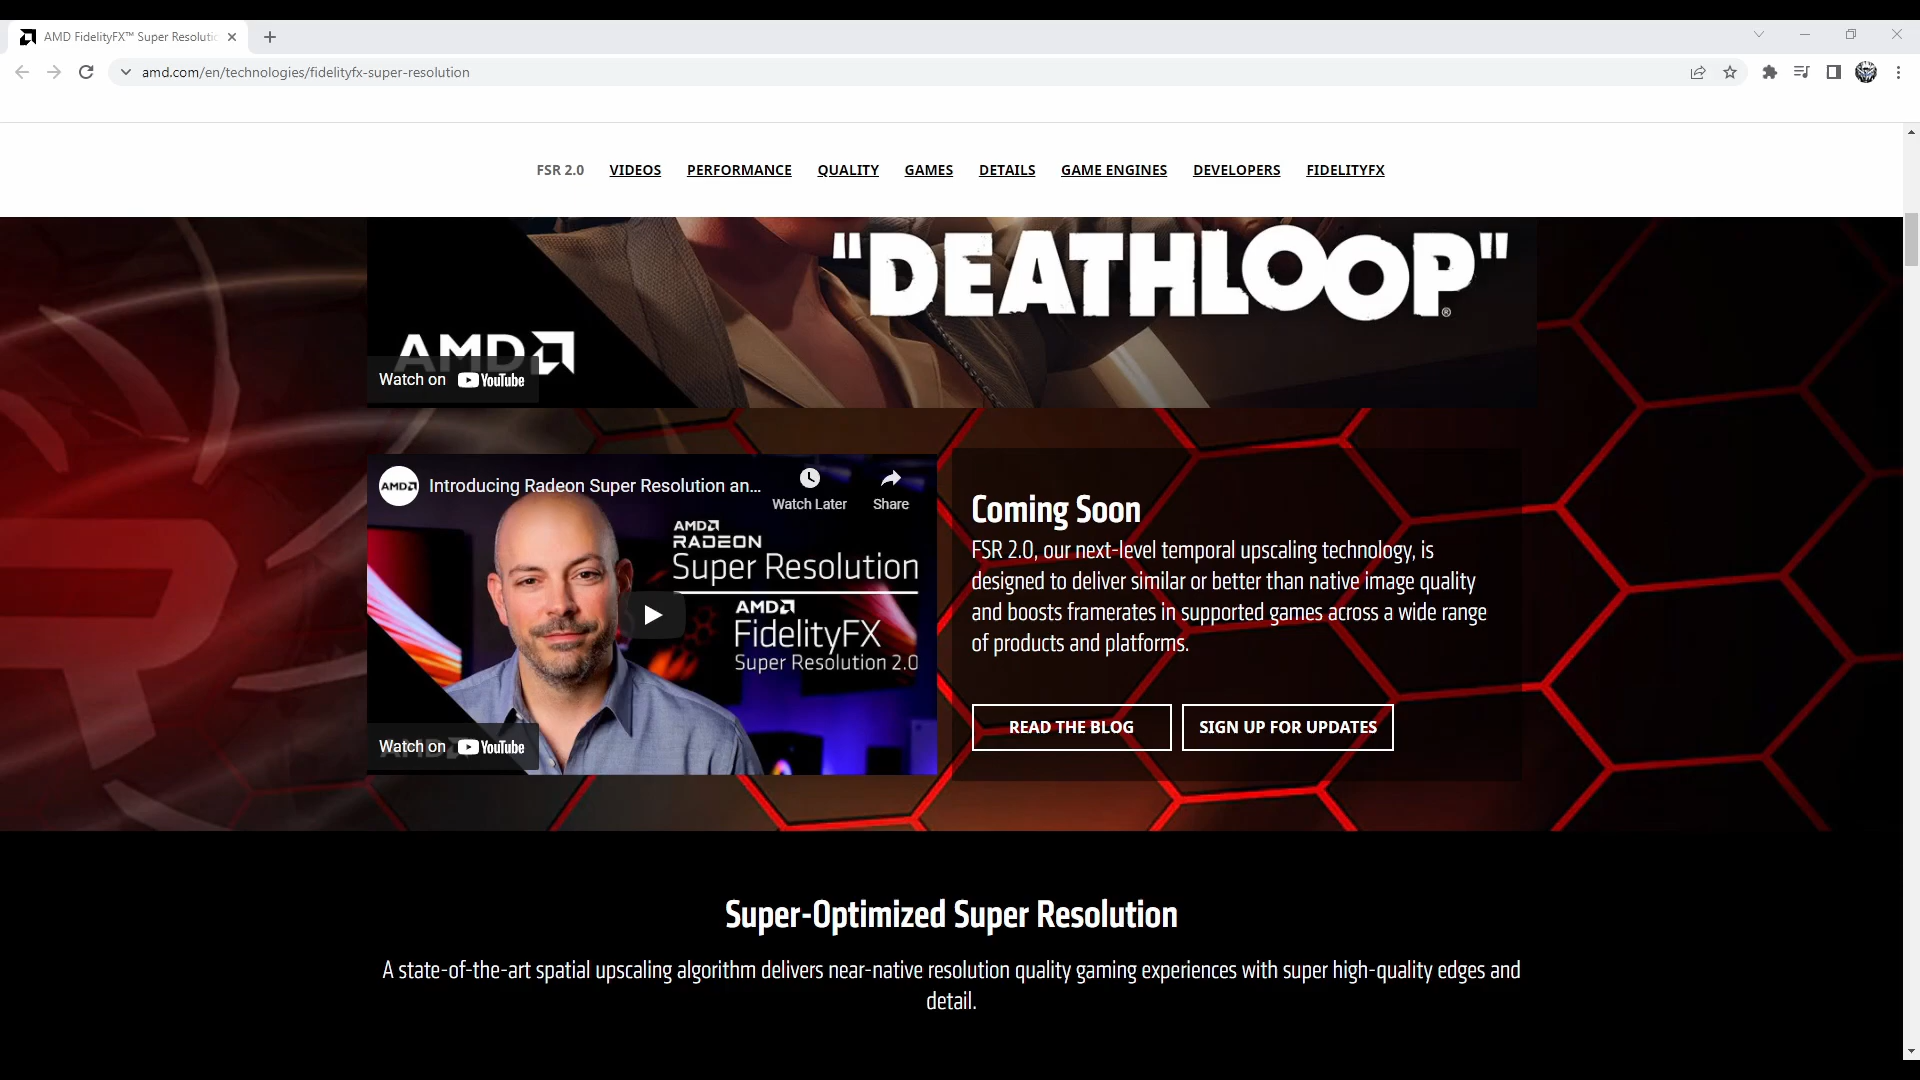 AMD FidelityFX™ Super Resolutio
amd.com/en/technologies/fidelityfx-super-resolution
FSR 2.0 VIDEOS PERFORMANCE QUALITY GAMES DETAILS GAME ENGINES DEVELOPERS FIDELITYFX
"DEATHLOOP"®
AMD
Watch on YouTube
AMD Introducing Radeon Super Resolution an...
Watch Later Share
AMD
RADEON
Super Resolution
AMD
FidelityFX
Super Resolution 2.0
Watch on YouTube
Coming Soon
FSR 2.0, our next-level temporal upscaling technology, is
designed to deliver similar or better than native image quality
and boosts framerates in supported games across a wide range
of products and platforms.
READ THE BLOG SIGN UP FOR UPDATES
Super-Optimized Super Resolution
A state-of-the-art spatial upscaling algorithm delivers near-native resolution quality gaming experiences with super high-quality edges and
detail.